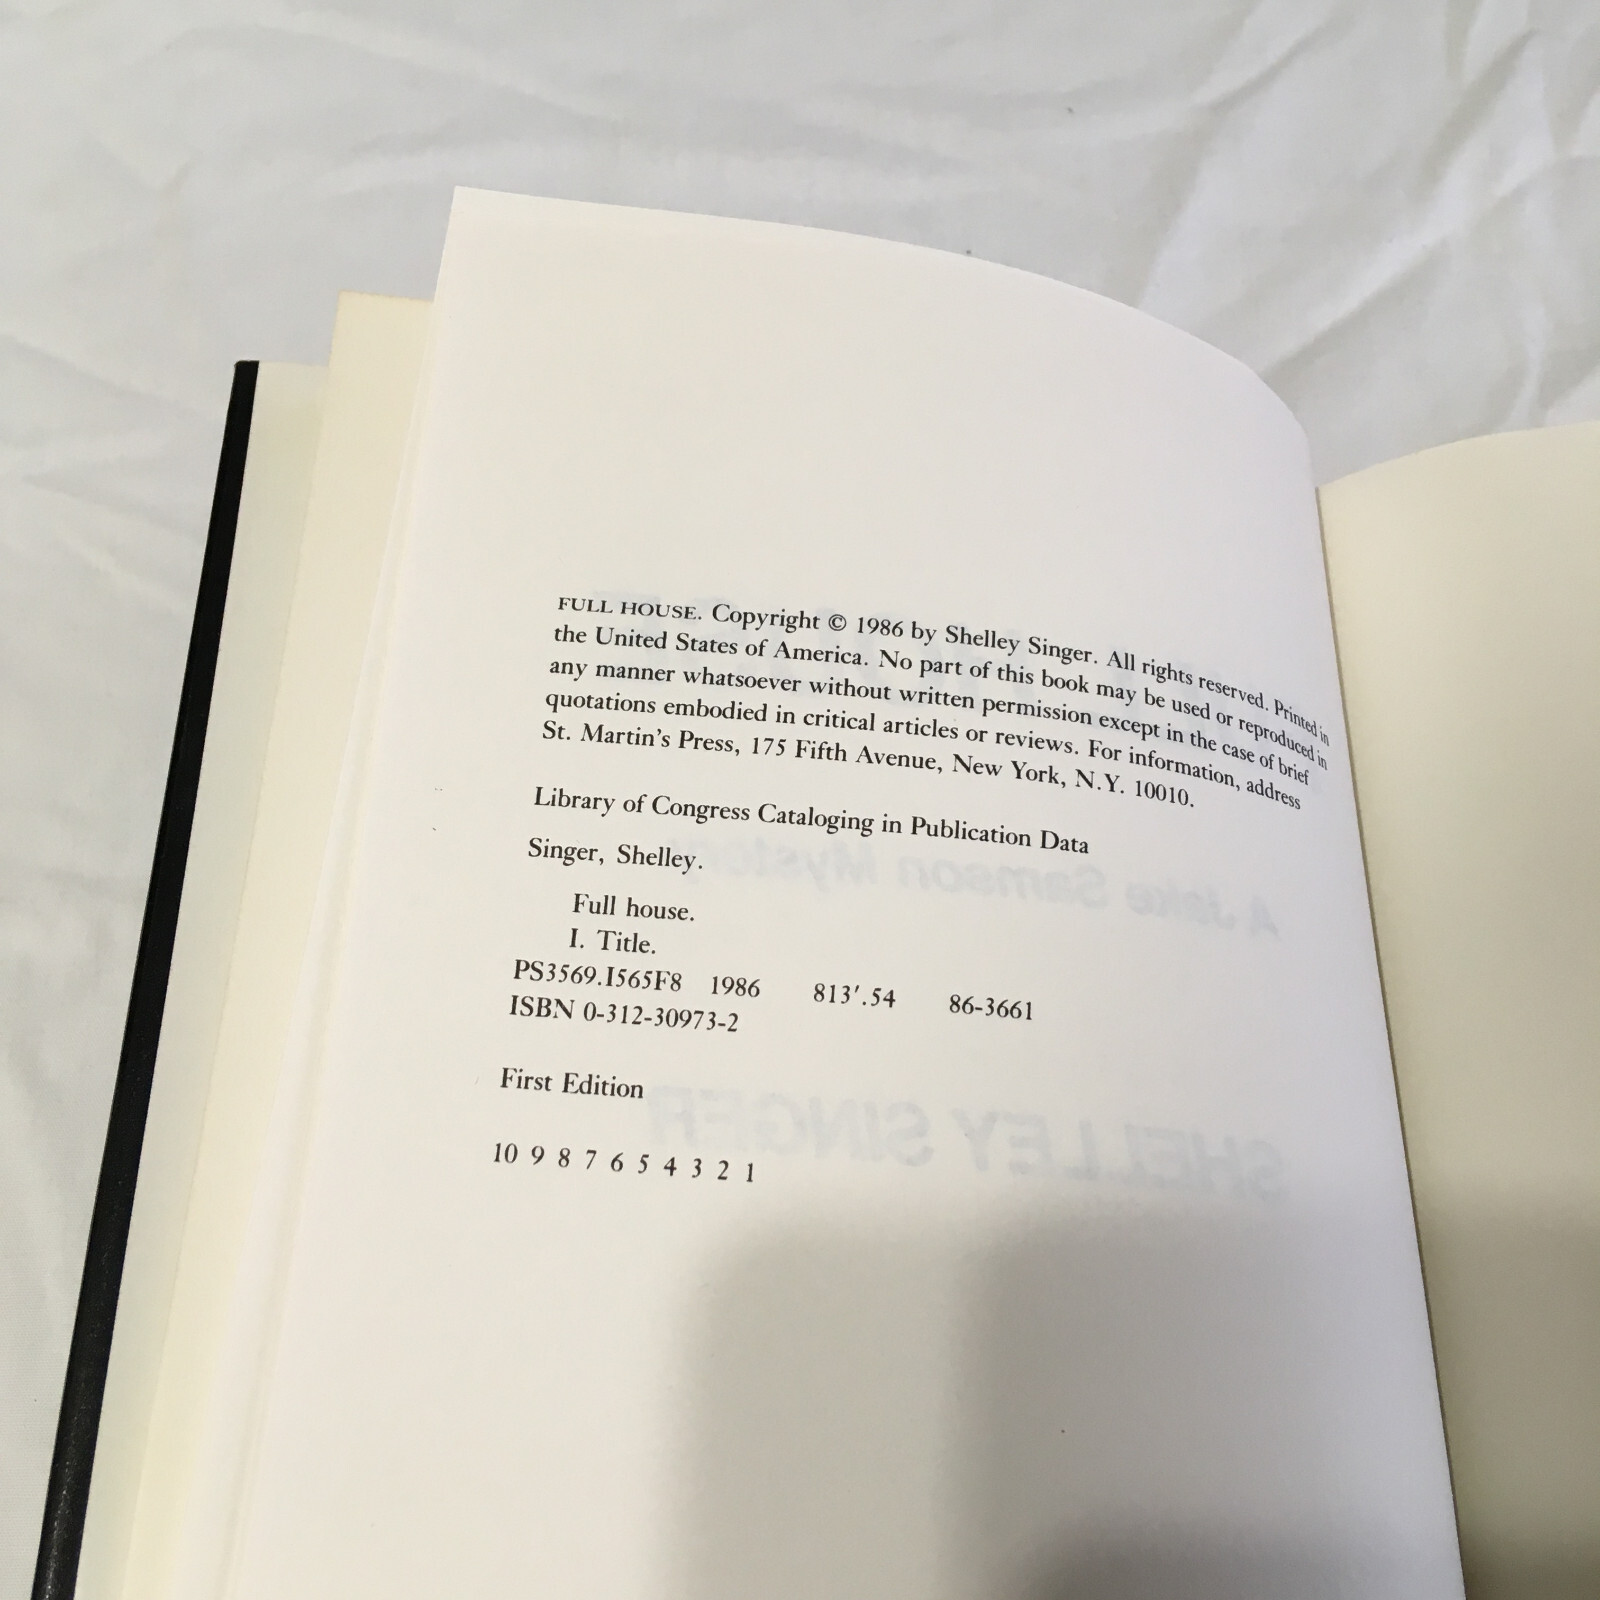 FULL HOUSE. Copyright © 1986 by Shelley Singer. All rights reserved. Printed in
the United States of America. No part of this book may be used or reproduced in
any manner whatsoever without written permission except in the case of brief
quotations embodied in critical articles or reviews. For information, address
St. Martin's Press, 175 Fifth Avenue, New York, N.Y. 10010.
Library of Congress Cataloging in Publication Data
Singer, Shelley.
Full house.
I. Title.
PS3569.I565F8 1986 813'.54 86-3661
ISBN 0-312-30973-2
First Edition
10 9 8 7 6 5 4 3 2 1
A Jake Samson Mystery
SHELLEY SINGER